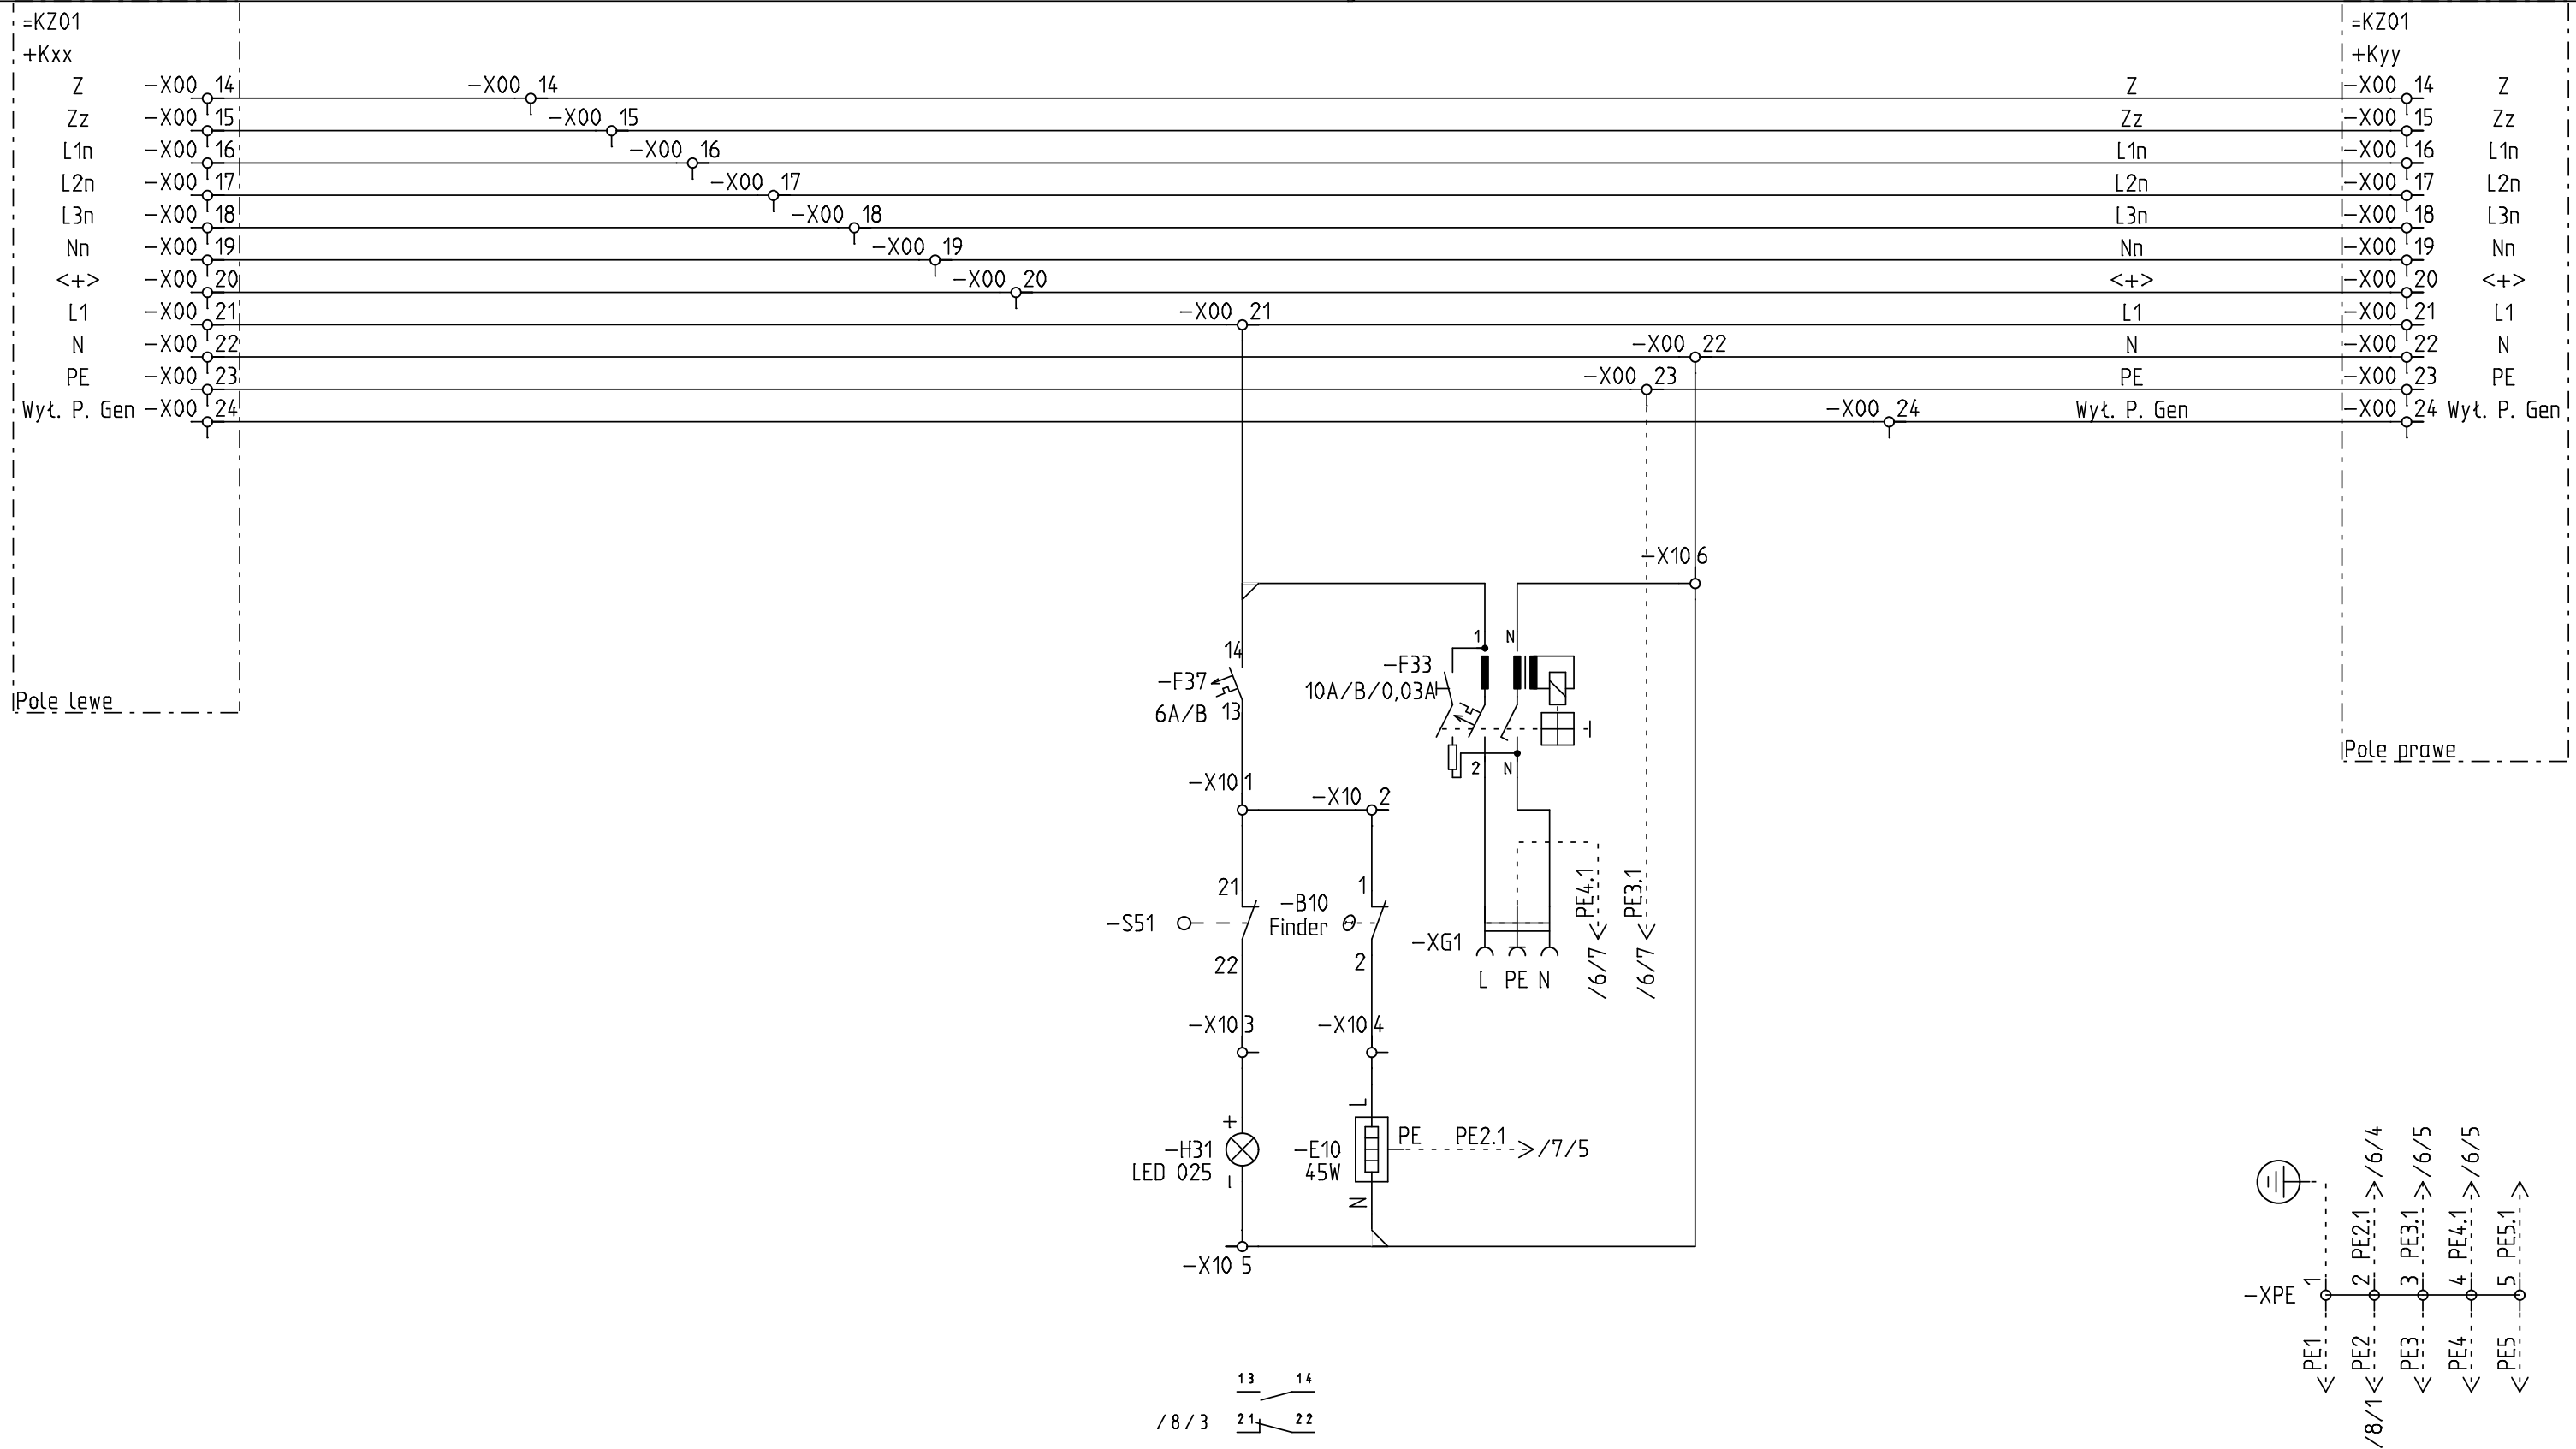 =KZ01 =KZ01
+Kxx +Kyy
Z -X00 14 -X00 14 Z -X00 14 Z
Zz -X00 15 -X00 15 Zz -X00 15 Zz
L1n -X00 16 -X00 16 L1n -X00 16 L1n
L2n -X00 17 -X00 17 L2n -X00 17 L2n
L3n -X00 18 -X00 18 L3n -X00 18 L3n
Nn -X00 19 -X00 19 Nn -X00 19 Nn
<+> -X00 20 -X00 20 <+> -X00 20 <+>
L1 -X00 21 -X00 21 L1 -X00 21 L1
N -X00 22 -X00 22 N -X00 22 N
PE -X00 23 -X00 23 PE -X00 23 PE
Wył. P. Gen -X00 24 -X00 24 Wył. P. Gen -X00 24 Wył. P. Gen
-X10 6
14 1 N
-F37 -F33
6A/B 13 10A/B/0,03A
Pole lewe
Pole prawe
2 N
-X10 1 -X10 2
21 1 -B10 PE4.1 PE3.1
-S51 Finder θ -XG1
22 2 L PE N /6/7 /6/7
-X10 3 -X10 4
+ L
-H31 -E10 PE PE2.1 /7/5
LED 025 45W
- N
-X10 5
/6/4 /6/5 /6/5
PE2.1 PE3.1 PE4.1 PE5.1
-XPE 1 2 3 4 5
PE1 PE2 PE3 PE4 PE5
13 14
/8/3 21 22 /8/1